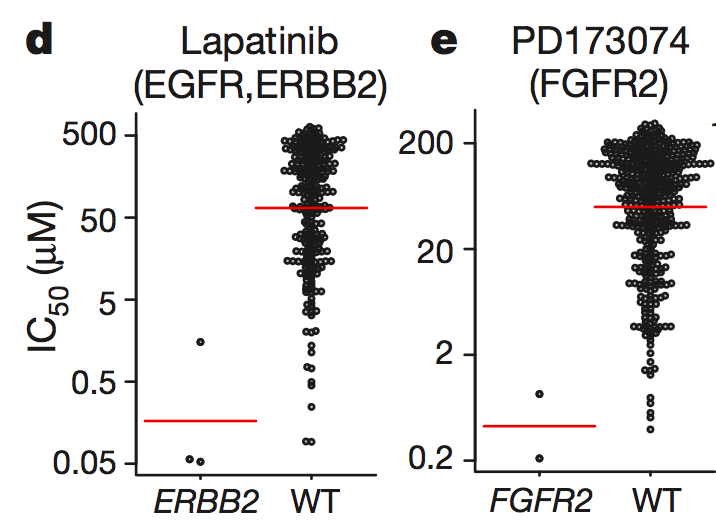 d
Lapatinib
(EGFR,ERBB2)
IC50 (μM)
500
50
5
0.5
0.05
ERBB2 WT
e
PD173074
(FGFR2)
200
20
2
0.2
FGFR2 WT